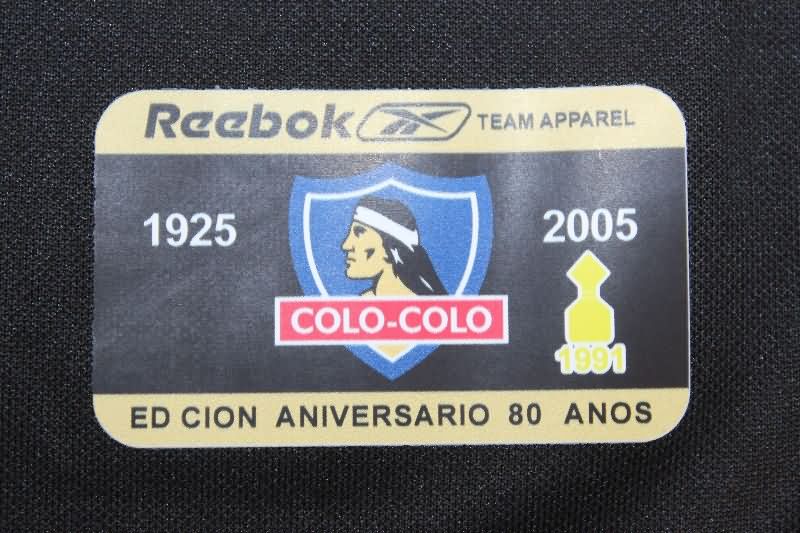 Reebok TEAM APPAREL
1925
2005
COLO-COLO
1991
ED CION ANIVERSARIO 80 ANOS